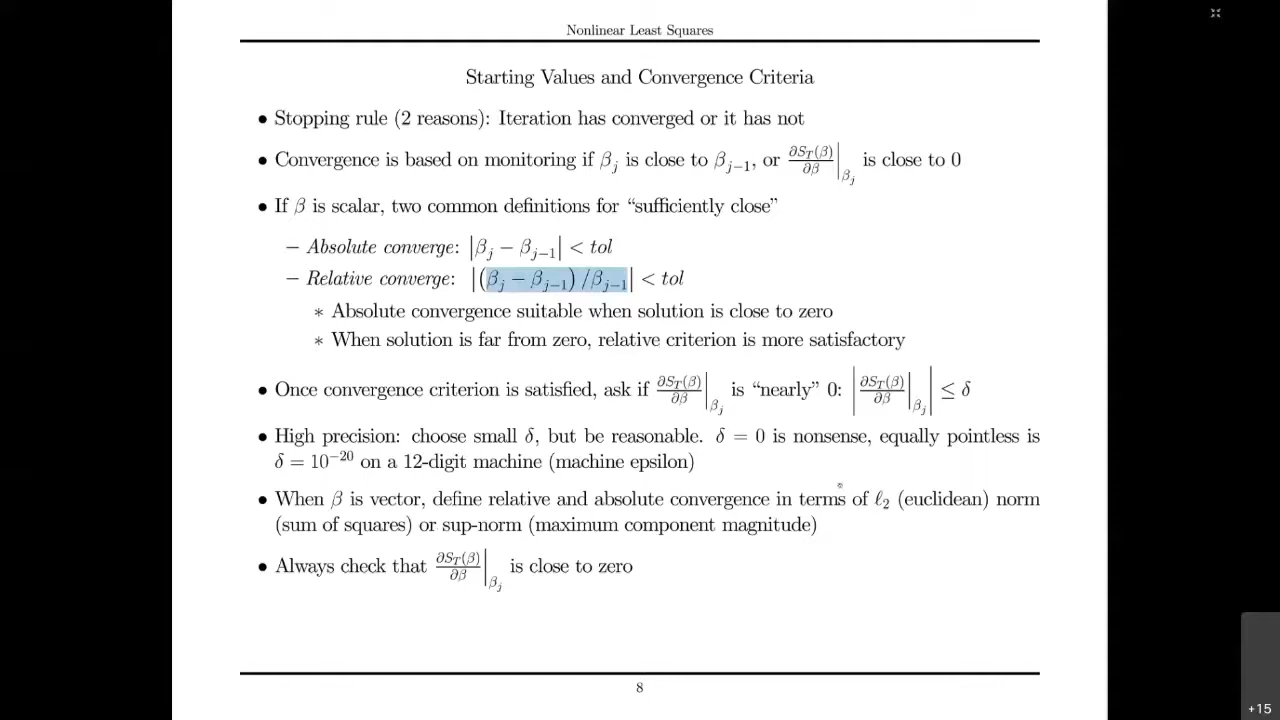 Nonlinear Least Squares
Starting Values and Convergence Criteria
• Stopping rule (2 reasons): Iteration has converged or it has not
• Convergence is based on monitoring if β_j is close to β_{j−1}, or ∂S_T(β)/∂β |_{β_j} is close to 0
• If β is scalar, two common definitions for “sufficiently close”
– Absolute converge: |β_j − β_{j−1}| < tol
– Relative converge: |(β_j − β_{j−1}) /β_{j−1}| < tol
∗ Absolute convergence suitable when solution is close to zero
∗ When solution is far from zero, relative criterion is more satisfactory
• Once convergence criterion is satisfied, ask if ∂S_T(β)/∂β |_{β_j} is “nearly” 0: |∂S_T(β)/∂β |_{β_j}| ≤ δ
• High precision: choose small δ, but be reasonable. δ = 0 is nonsense, equally pointless is
δ = 10^{−20} on a 12-digit machine (machine epsilon)
• When β is vector, define relative and absolute convergence in terms of ℓ_2 (euclidean) norm
(sum of squares) or sup-norm (maximum component magnitude)
• Always check that ∂S_T(β)/∂β |_{β_j} is close to zero
8
+15